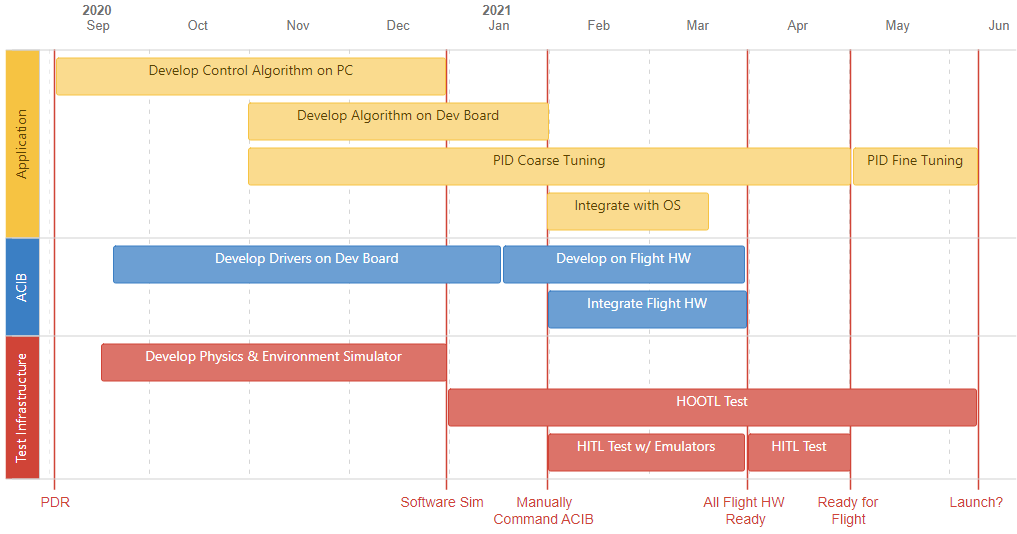 2020
2021
Sep
Oct
Nov
Dec
Jan
Feb
Mar
Apr
May
Jun
Application
Develop Control Algorithm on PC
Develop Algorithm on Dev Board
PID Coarse Tuning
PID Fine Tuning
Integrate with OS
ACIB
Develop Drivers on Dev Board
Develop on Flight HW
Integrate Flight HW
Test Infrastructure
Develop Physics & Environment Simulator
HOOTL Test
HITL Test w/ Emulators
HITL Test
PDR
Software Sim
Manually
Command ACIB
All Flight HW
Ready
Ready for
Flight
Launch?